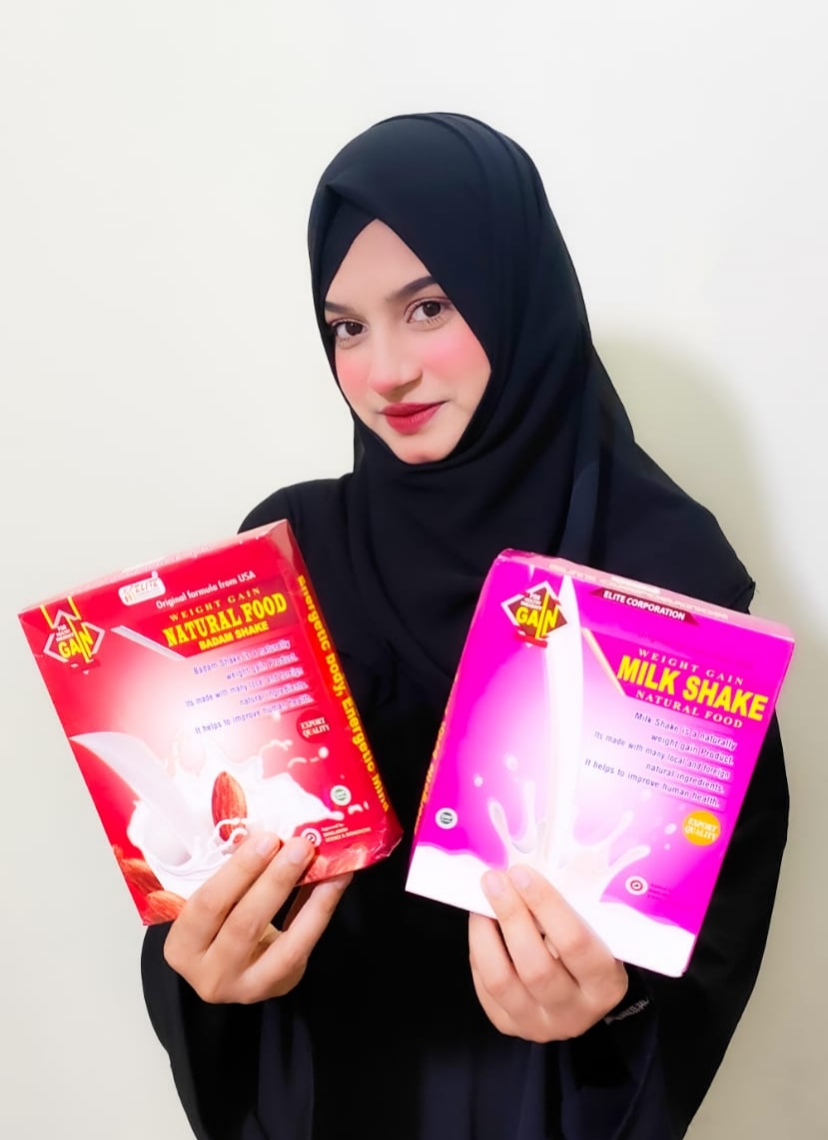 ELITE
Original formula from USA
WEIGHT GAIN
NATURAL FOOD
BADAM SHAKE
GAIN
Badam Shake is a naturally
weight gain Product.
Its made with many local and foreign
natural ingredients.
It helps to improve human health.
EXPORT
QUALITY
Energetic body, Energetic Mind
ELITE CORPORATION
GAIN
WEIGHT GAIN
MILK SHAKE
NATURAL FOOD
Milk Shake is a naturally
weight gain Product.
Its made with many local and foreign
natural ingredients.
It helps to improve human health.
EXPORT
QUALITY